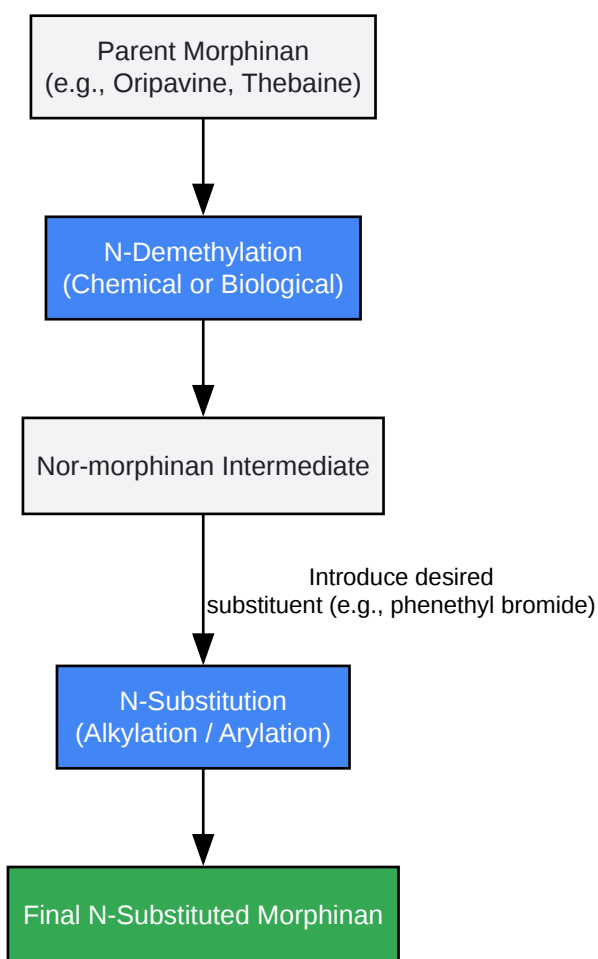 Parent Morphinan
(e.g., Oripavine, Thebaine)
N-Demethylation
(Chemical or Biological)
Nor-morphinan Intermediate
Introduce desired
substituent (e.g., phenethyl bromide)
N-Substitution
(Alkylation / Arylation)
Final N-Substituted Morphinan